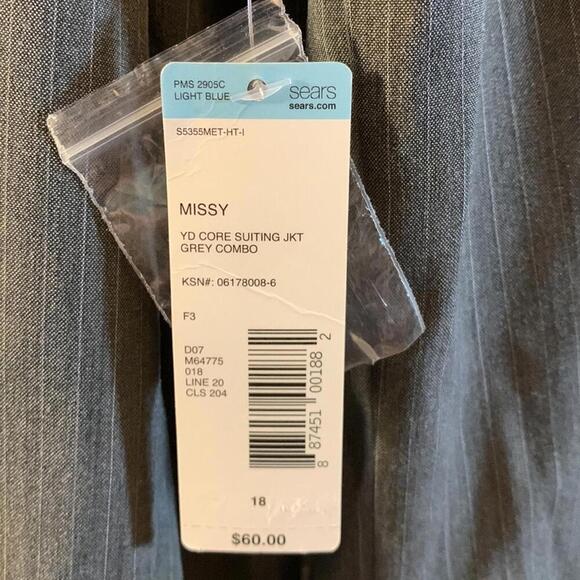 PMS 2905C
LIGHT BLUE
sears
sears.com
S5355MET-HT-I
MISSY
YD CORE SUITING JKT
GREY COMBO
KSN#: 06178008-6
F3
D07
M64775
018
LINE 20
CLS 204
8 87451 00188 2
18
$60.00